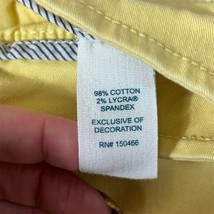 98% COTTON
2% LYCRA®
SPANDEX
EXCLUSIVE OF
DECORATION
RN# 150466